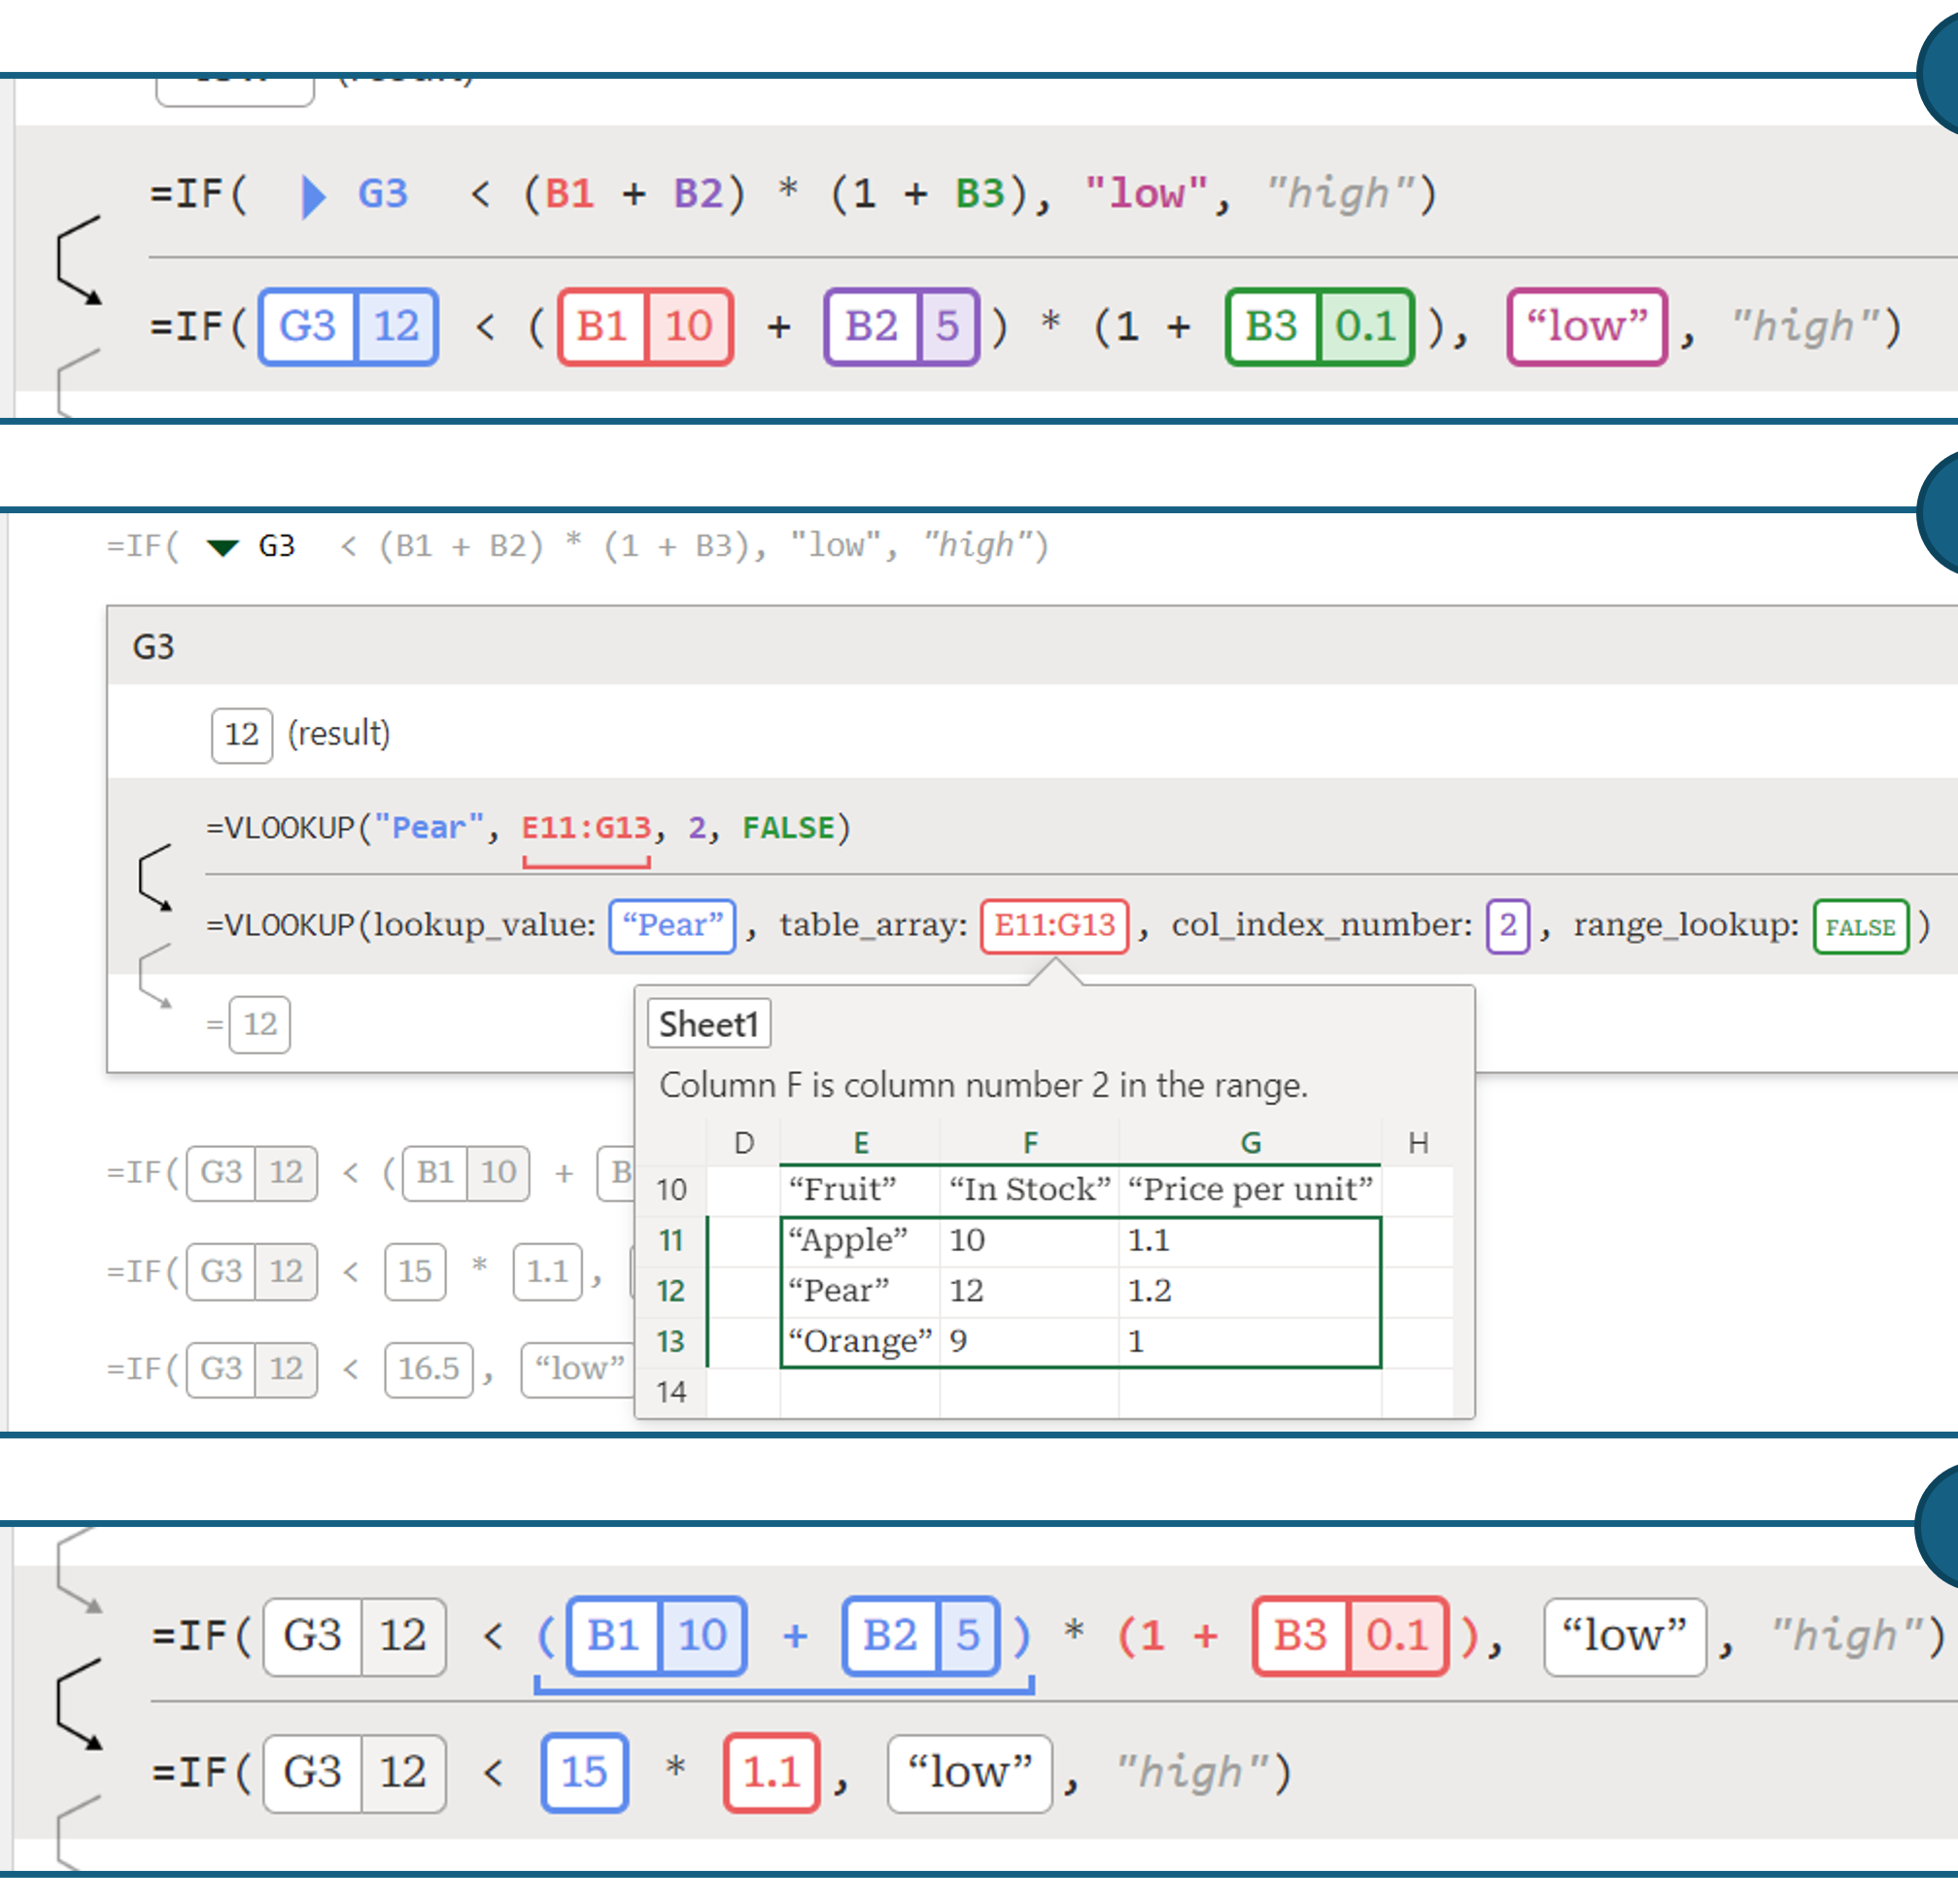 =IF( G3 < (B1 + B2) * (1 + B3), "low", "high")
=IF( G3 12 < ( B1 10 + B2 5 ) * (1 + B3 0.1 ), “low” , "high")
=IF( G3 < (B1 + B2) * (1 + B3), "low", "high")
G3
12 (result)
=VLOOKUP("Pear", E11:G13, 2, FALSE)
=VLOOKUP(lookup_value: “Pear” , table_array: E11:G13 , col_index_number: 2 , range_lookup: FALSE )
= 12
Sheet1
Column F is column number 2 in the range.
D E F G H
10 “Fruit” “In Stock” “Price per unit”
11 “Apple” 10 1.1
12 “Pear” 12 1.2
13 “Orange” 9 1
14
=IF( G3 12 < ( B1 10 + B
=IF( G3 12 < 15 * 1.1 ,
=IF( G3 12 < 16.5 , “low”
=IF( G3 12 < ( B1 10 + B2 5 ) * (1 + B3 0.1 ), “low” , "high")
=IF( G3 12 < 15 * 1.1 , “low” , "high")